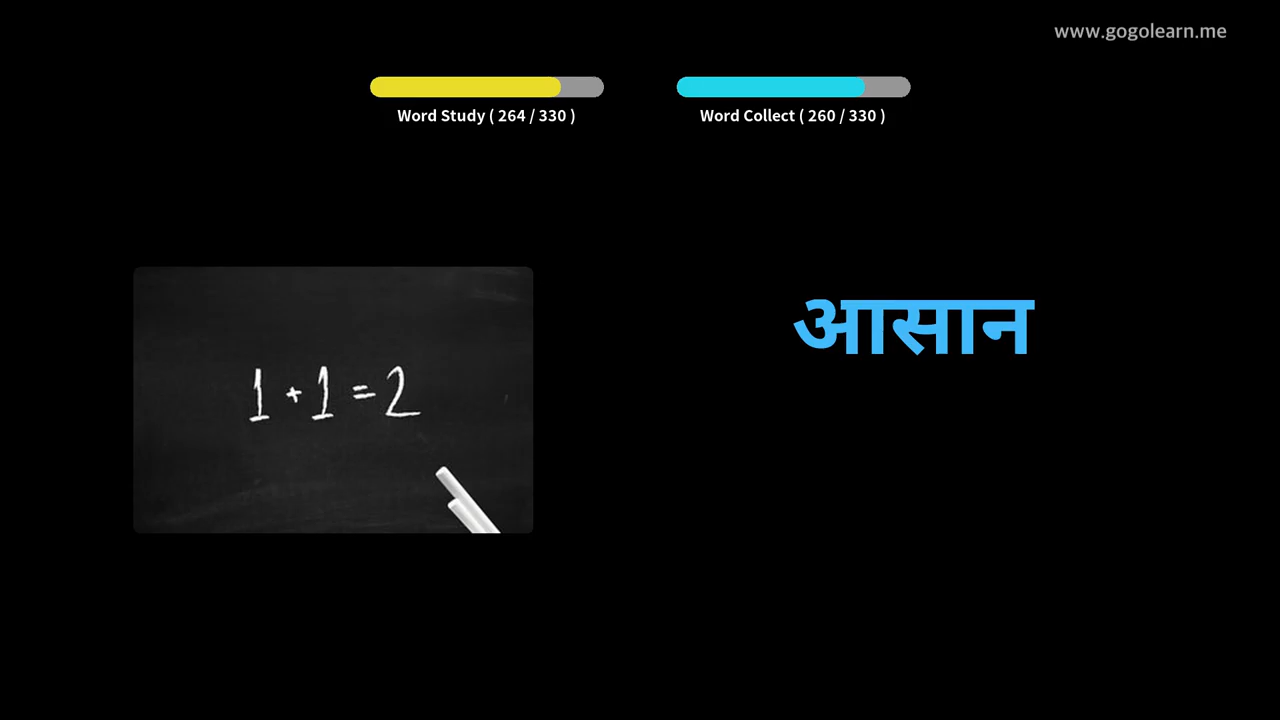 www.gogolearn.me
Word Study ( 264 / 330 )
Word Collect ( 260 / 330 )
आसान
1 + 1 = 2